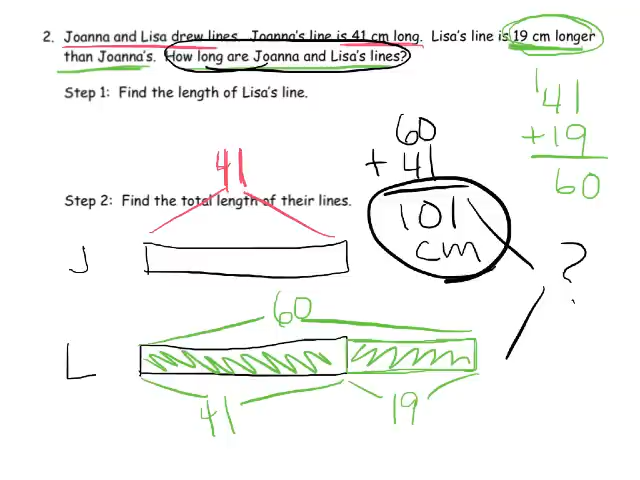 2. Joanna and Lisa drew lines. Joanna's line is 41 cm long. Lisa's line is 19 cm longer
than Joanna's. How long are Joanna and Lisa's lines?
Step 1: Find the length of Lisa's line.
41
+19
60
1
60
+ 41
101
cm
41
Step 2: Find the total length of their lines.
J
?
60
L
41
19